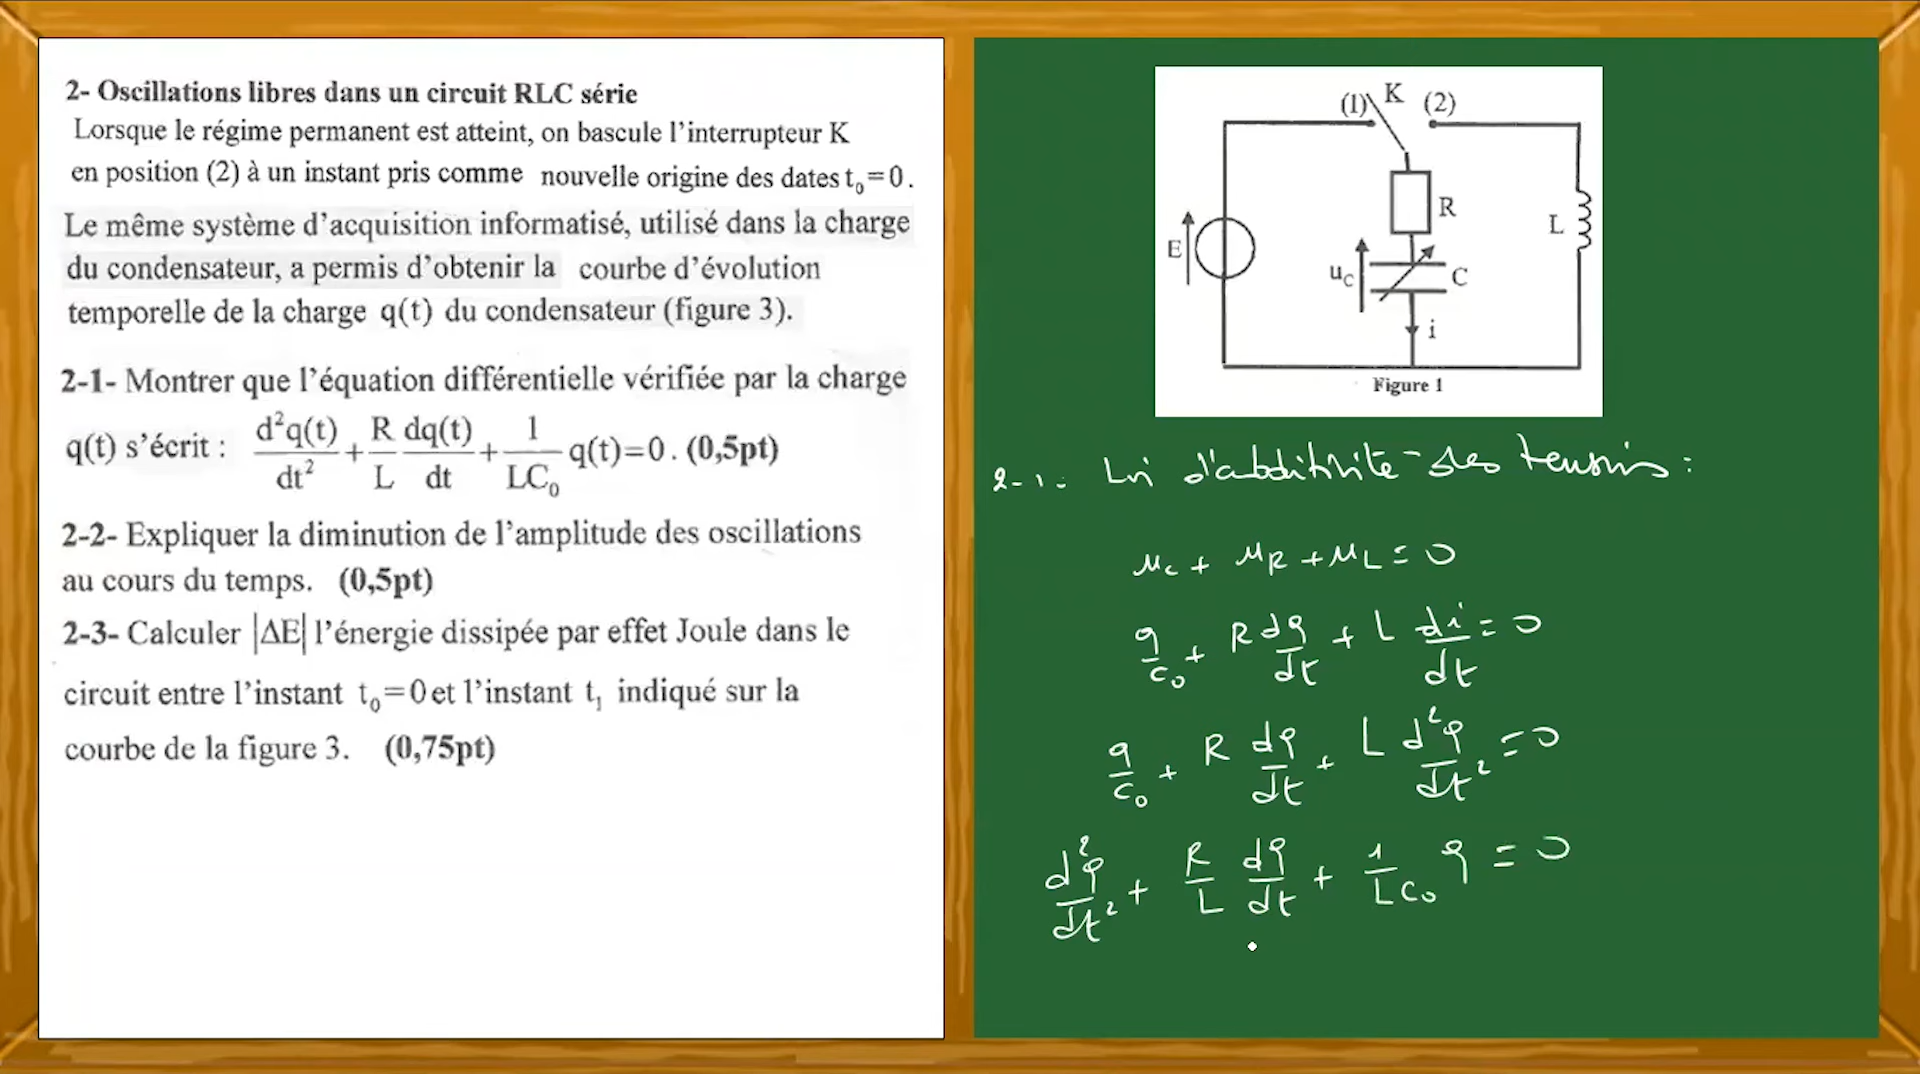 2- Oscillations libres dans un circuit RLC série
Lorsque le régime permanent est atteint, on bascule l'interrupteur K
en position (2) à un instant pris comme nouvelle origine des dates t₀=0.
Le même système d'acquisition informatisé, utilisé dans la charge
du condensateur, a permis d'obtenir la courbe d'évolution
temporelle de la charge q(t) du condensateur (figure 3).
2-1- Montrer que l'équation différentielle vérifiée par la charge
q(t) s'écrit : d²q(t)/dt² + R/L dq(t)/dt + 1/LC₀ q(t)=0. (0,5pt)
2-2- Expliquer la diminution de l'amplitude des oscillations
au cours du temps. (0,5pt)
2-3- Calculer |ΔE| l'énergie dissipée par effet Joule dans le
circuit entre l'instant t₀=0 et l'instant t₁ indiqué sur la
courbe de la figure 3. (0,75pt)
(1) K (2)
R
L
E
u_C
C
i
Figure 1
2-1- Loi d'additivité des tensions :
u_C + u_R + u_L = 0
q/C₀ + R dq/dt + L di/dt = 0
q/C₀ + R dq/dt + L d²q/dt² = 0
d²q/dt² + R/L dq/dt + 1/LC₀ q = 0